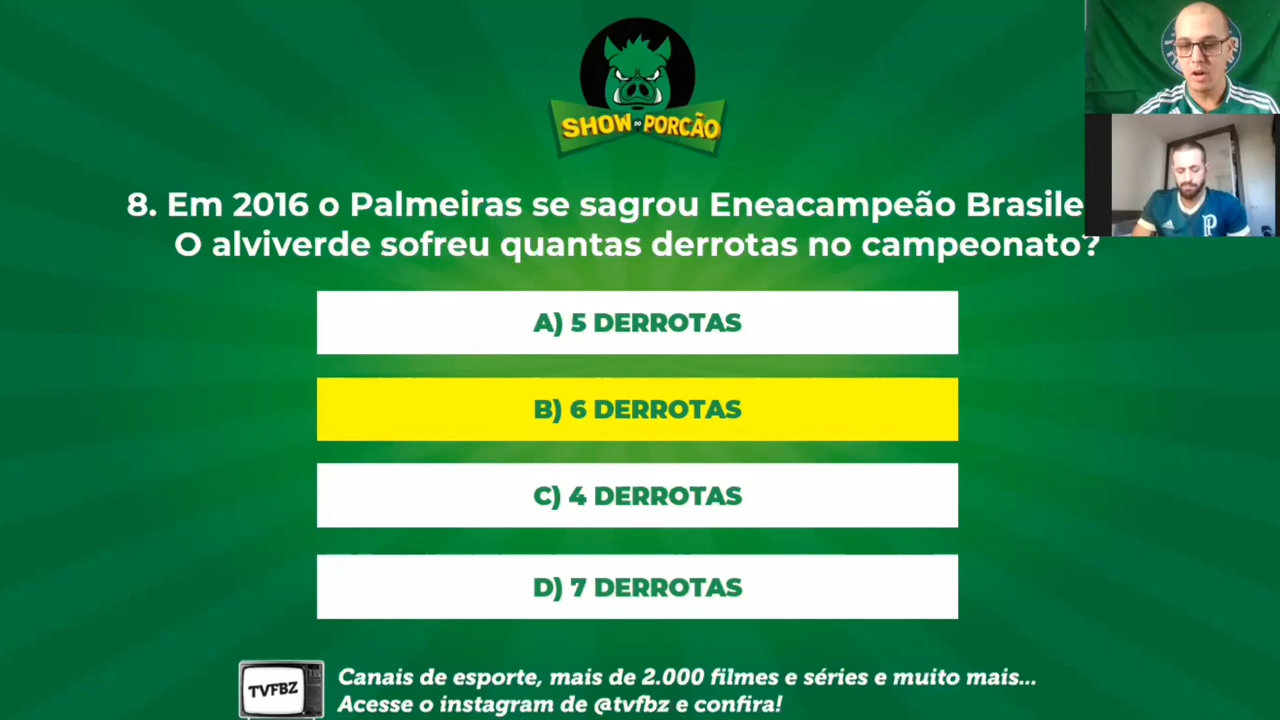 SHOW DO PORCÃO
8. Em 2016 o Palmeiras se sagrou Eneacampeão Brasile
O alviverde sofreu quantas derrotas no campeonato?
A) 5 DERROTAS
B) 6 DERROTAS
C) 4 DERROTAS
D) 7 DERROTAS
TVFBZ
Canais de esporte, mais de 2.000 filmes e séries e muito mais...
Acesse o instagram de @tvfbz e confira!